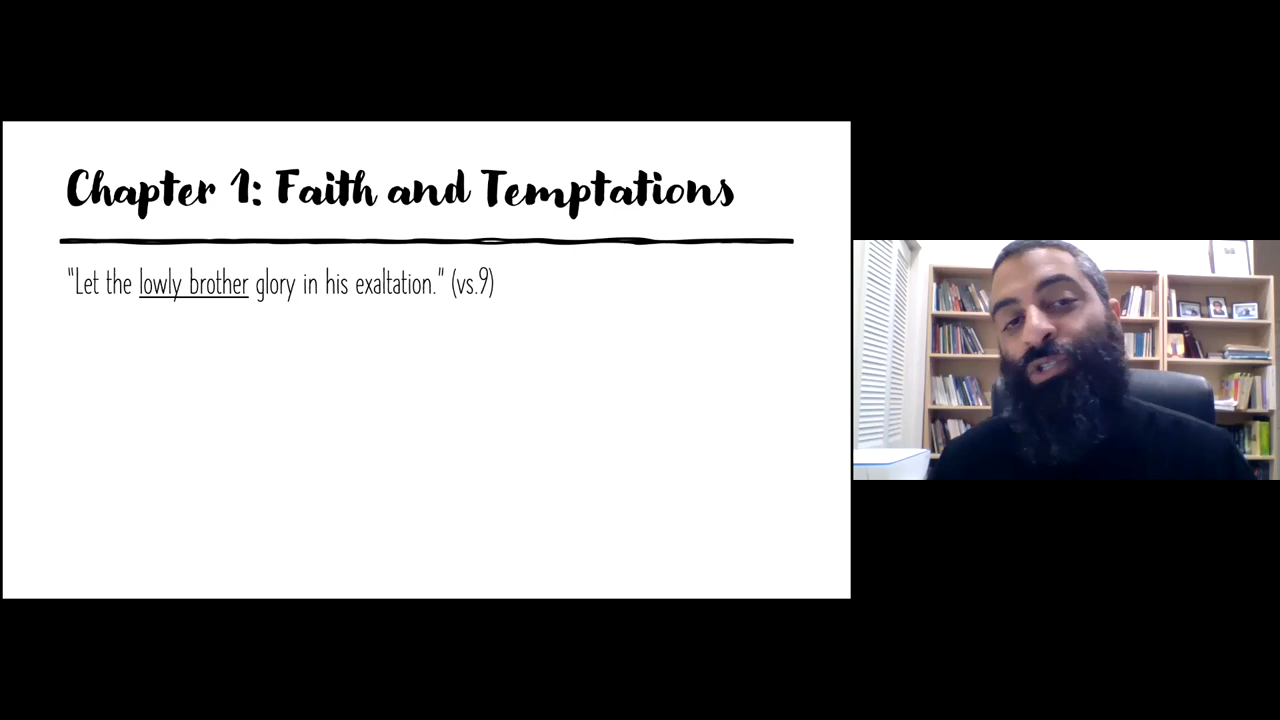 Chapter 1: Faith and Temptations
"Let the lowly brother glory in his exaltation." (vs.9)